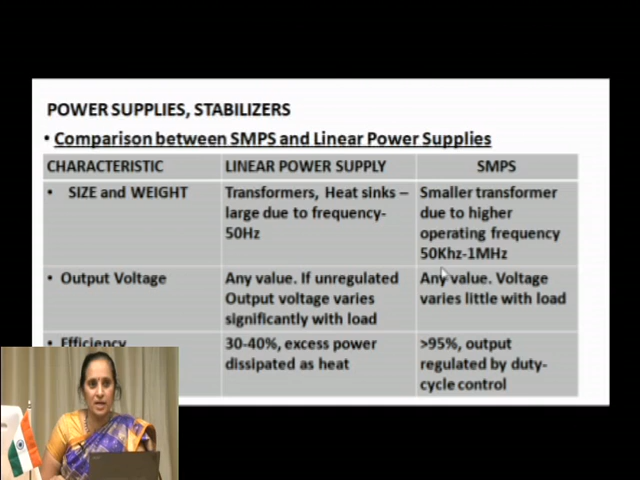 POWER SUPPLIES, STABILIZERS
• Comparison between SMPS and Linear Power Supplies
CHARACTERISTIC
LINEAR POWER SUPPLY
SMPS
• SIZE and WEIGHT
Transformers, Heat sinks –
large due to frequency-
50Hz
Smaller transformer
due to higher
operating frequency
50Khz-1MHz
• Output Voltage
Any value. If unregulated
Output voltage varies
significantly with load
Any value. Voltage
varies little with load
• Efficiency
30-40%, excess power
dissipated as heat
>95%, output
regulated by duty-
cycle control